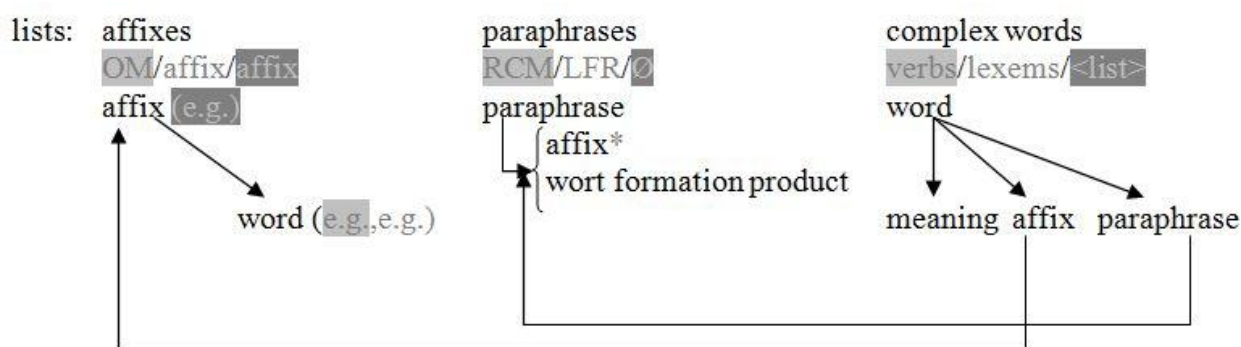 lists: affixes paraphrases complex words
OM/affix/affix RCM/LFR/Ø verbs/lexems/<list>
affix (e.g.) paraphrase word
affix*
wort formation product
word (e.g.,e.g.) meaning affix paraphrase